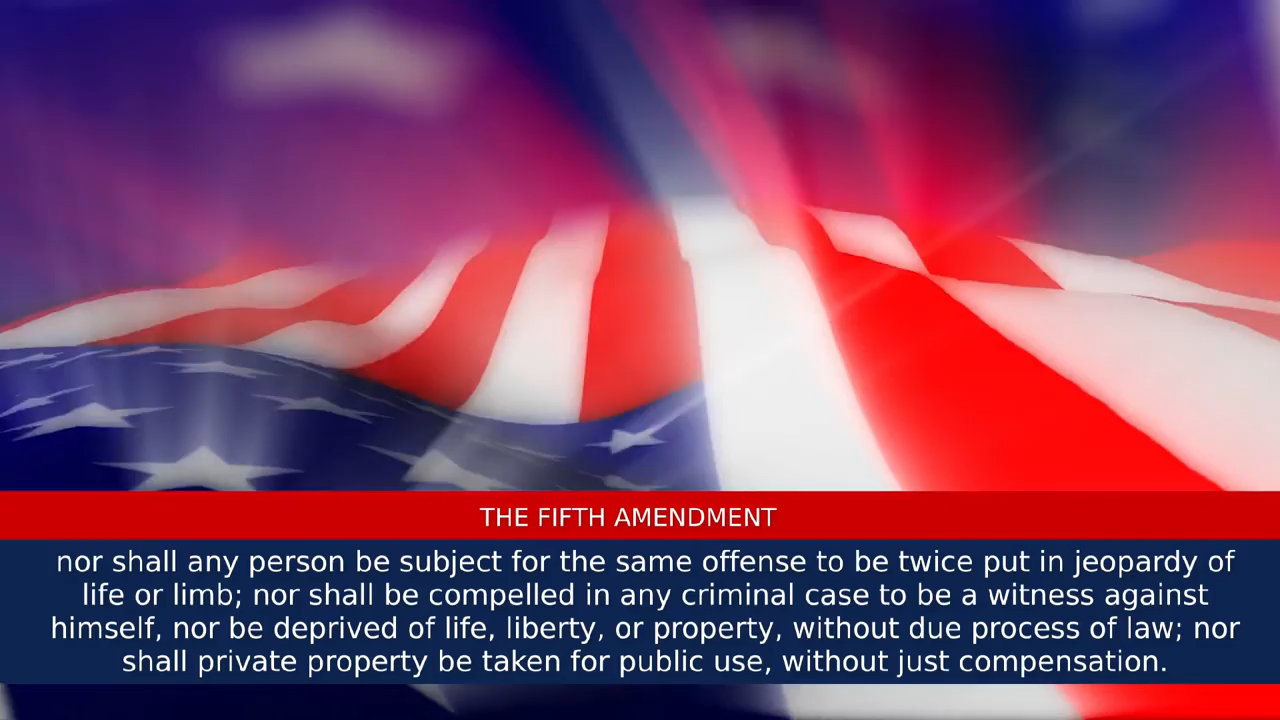 THE FIFTH AMENDMENT
nor shall any person be subject for the same offense to be twice put in jeopardy of
life or limb; nor shall be compelled in any criminal case to be a witness against
himself, nor be deprived of life, liberty, or property, without due process of law; nor
shall private property be taken for public use, without just compensation.